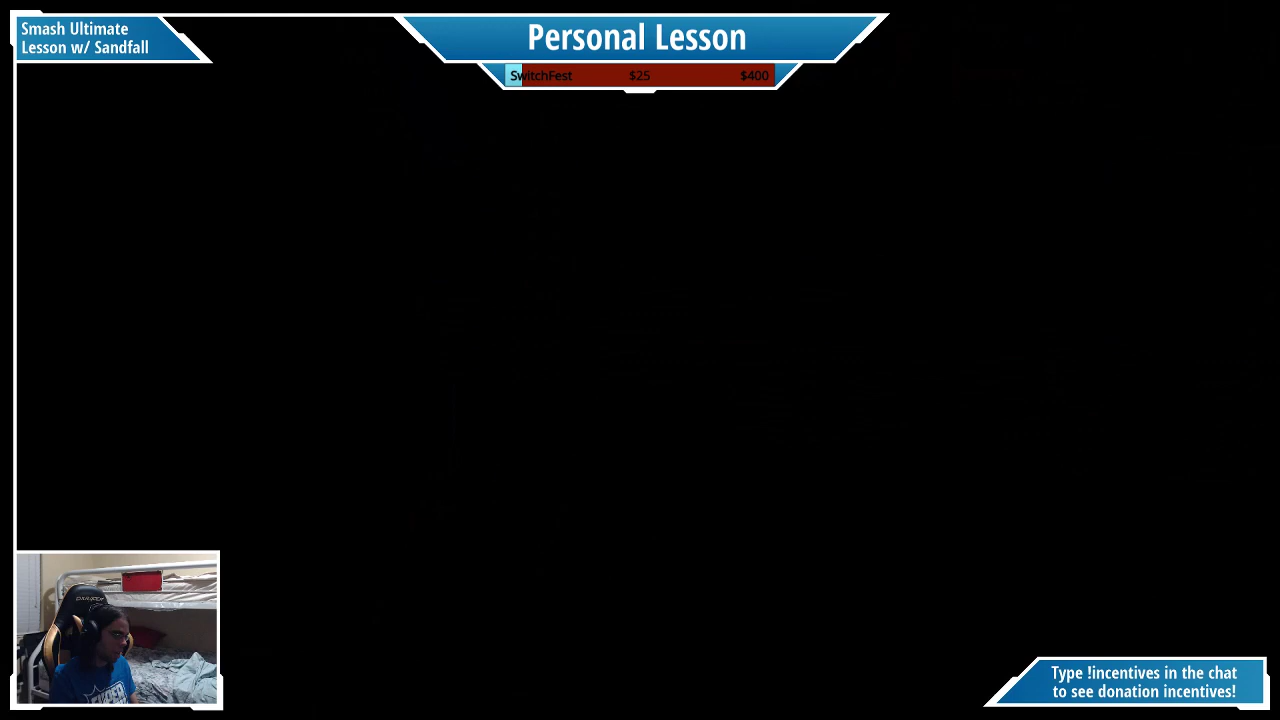 Smash Ultimate
Lesson w/ Sandfall
Personal Lesson
SwitchFest $25 $400
Type !incentives in the chat
to see donation incentives!